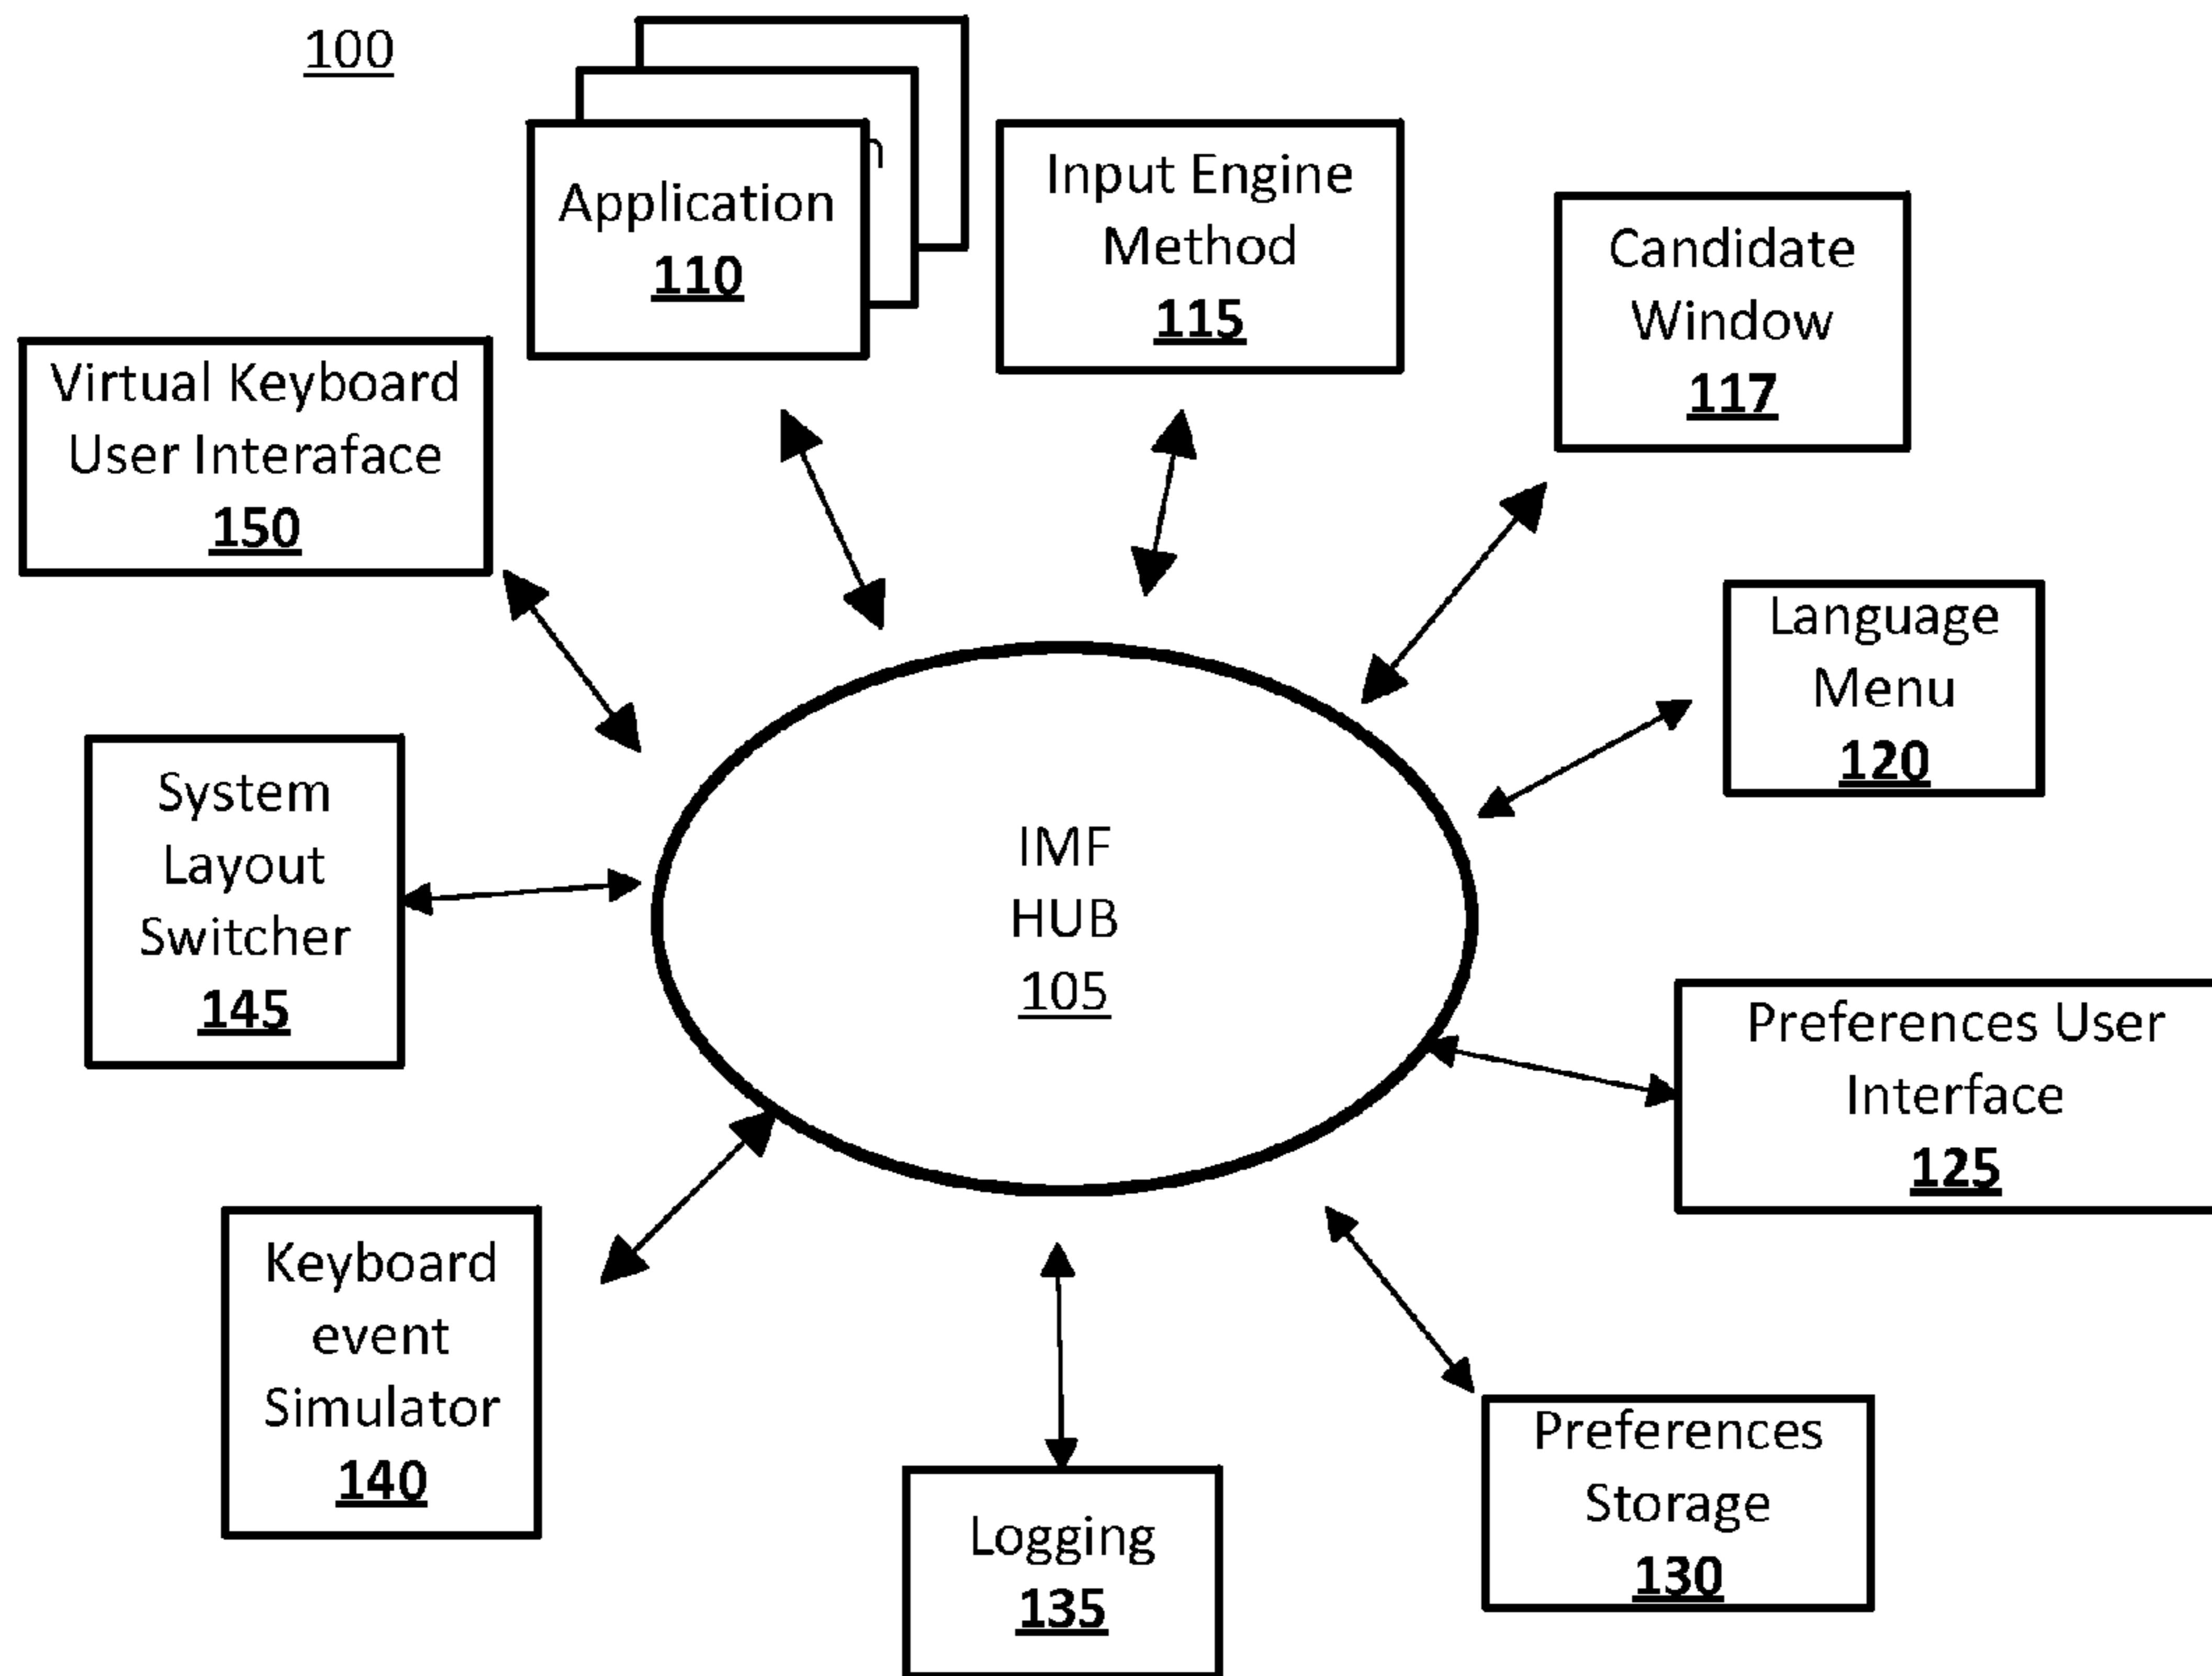 100
Application
110
n
Input Engine
Method
115
Candidate
Window
117
Virtual Keyboard
User Interaface
150
Language
Menu
120
System
Layout
Switcher
145
IMF
HUB
105
Preferences User
Interface
125
Keyboard
event
Simulator
140
Logging
135
Preferences
Storage
130